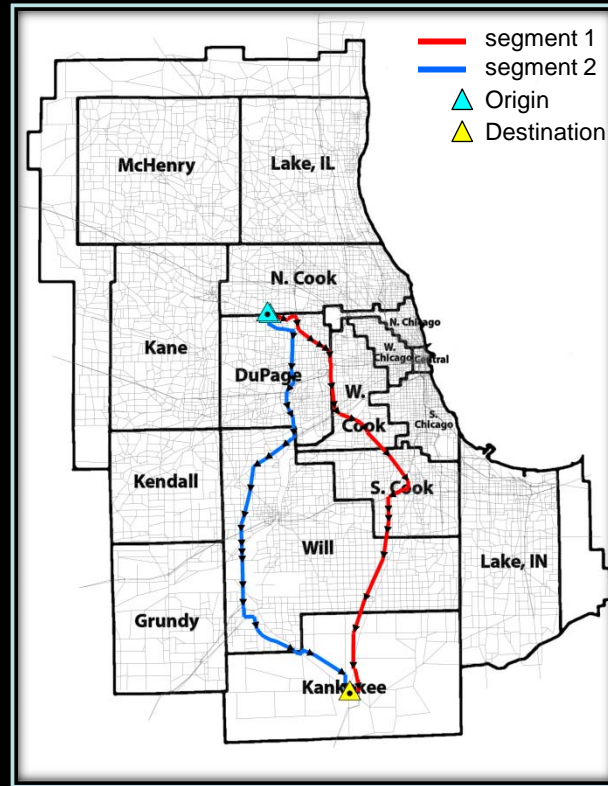 segment 1
segment 2
Origin
Destination
McHenry
Lake, IL
N. Cook
N. Chicago
Kane
W.
Chicago
Central
DuPage
W.
Cook
S.
Chicago
Kendall
S. Cook
Will
Lake, IN
Grundy
Kankakee